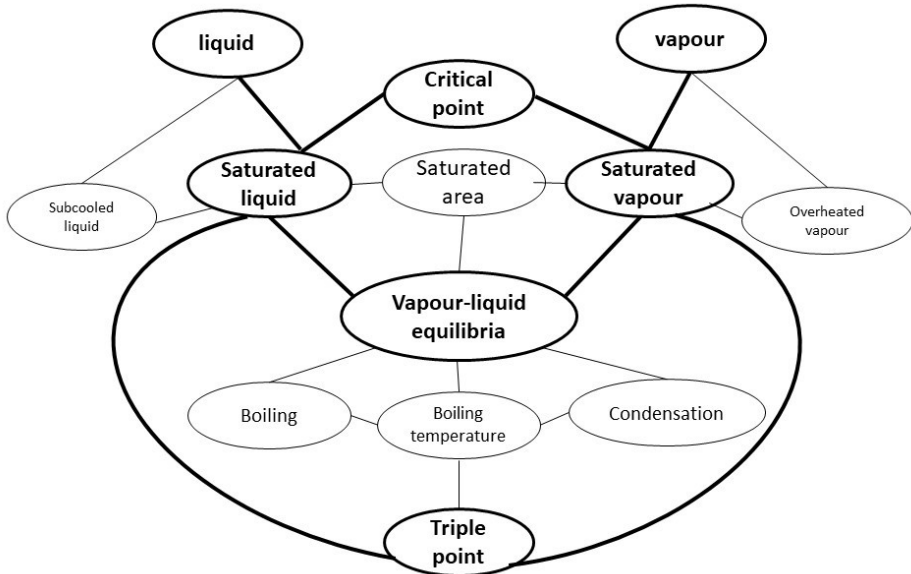 liquid
vapour
Critical
point
Saturated
liquid
Saturated
area
Saturated
vapour
Subcooled
liquid
Overheated
vapour
Vapour-liquid
equilibria
Boiling
Boiling
temperature
Condensation
Triple
point